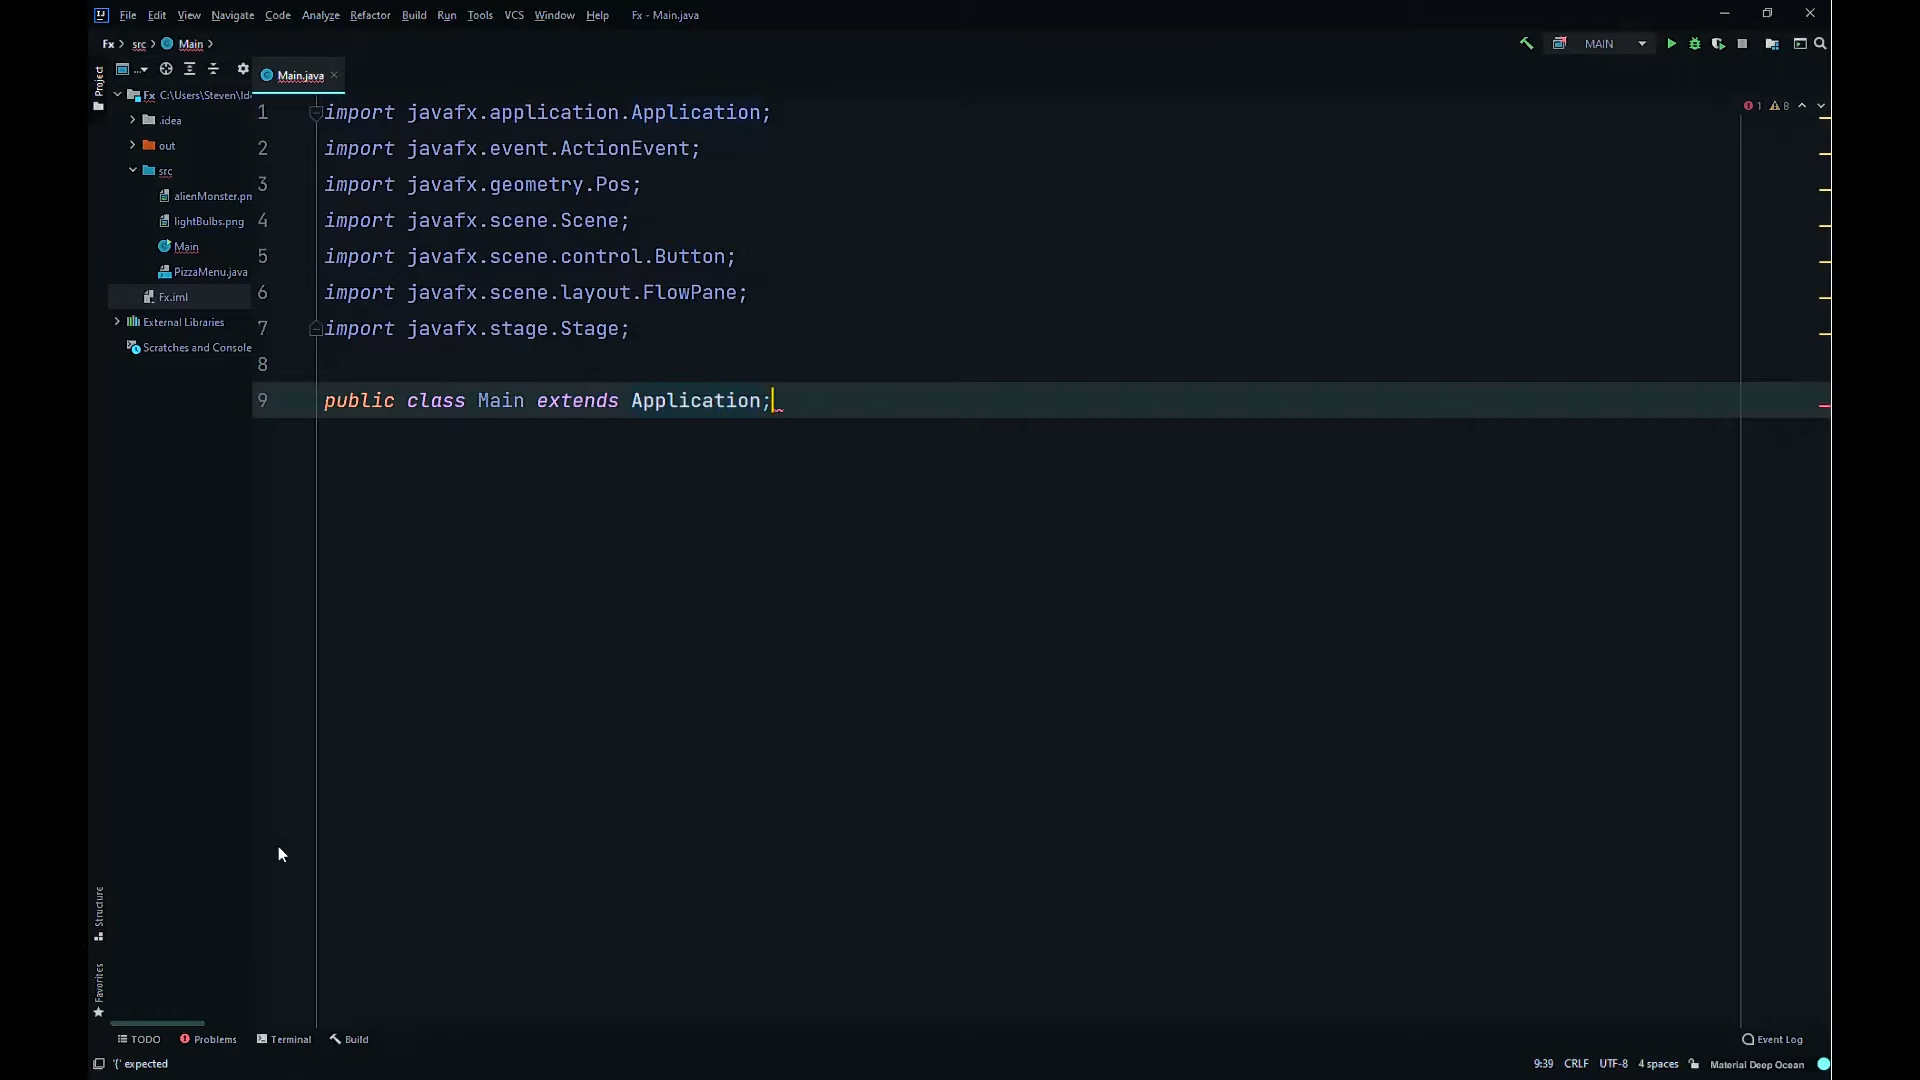 File Edit View Navigate Code Analyze Refactor Build Run Tools VCS Window Help Fx - Main.java
Fx src Main MAIN
Project ... Main.java
Fx C:\Users\Steven\Id
.idea
out
src
alienMonster.pn
lightBulbs.png
Main
PizzaMenu.java
Fx.iml
External Libraries
Scratches and Console
1 import javafx.application.Application;
2 import javafx.event.ActionEvent;
3 import javafx.geometry.Pos;
4 import javafx.scene.Scene;
5 import javafx.scene.control.Button;
6 import javafx.scene.layout.FlowPane;
7 import javafx.stage.Stage;
8
9 public class Main extends Application;
1 8
Structure
Favorites
TODO Problems Terminal Build Event Log
'{' expected 9:39 CRLF UTF-8 4 spaces Material Deep Ocean